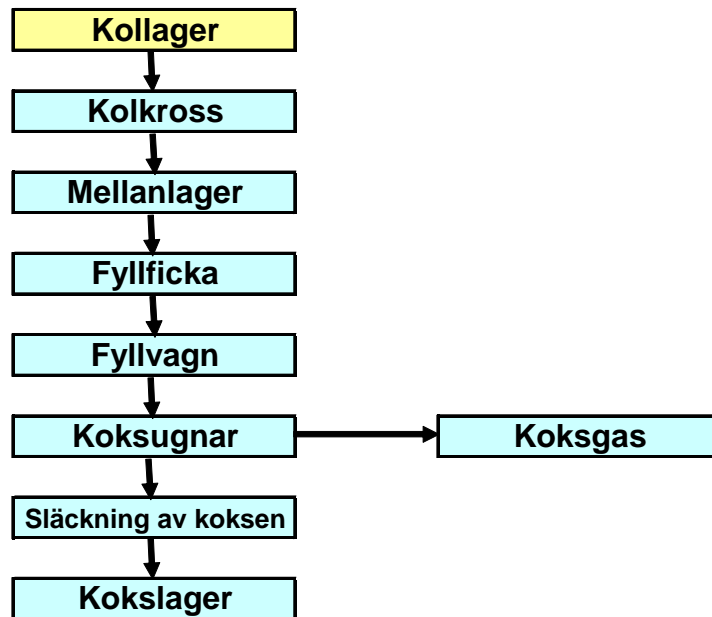 Kollager
Kolkross
Mellanlager
Fyllficka
Fyllvagn
Koksugnar
Koksgas
Släckning av koksen
Kokslager